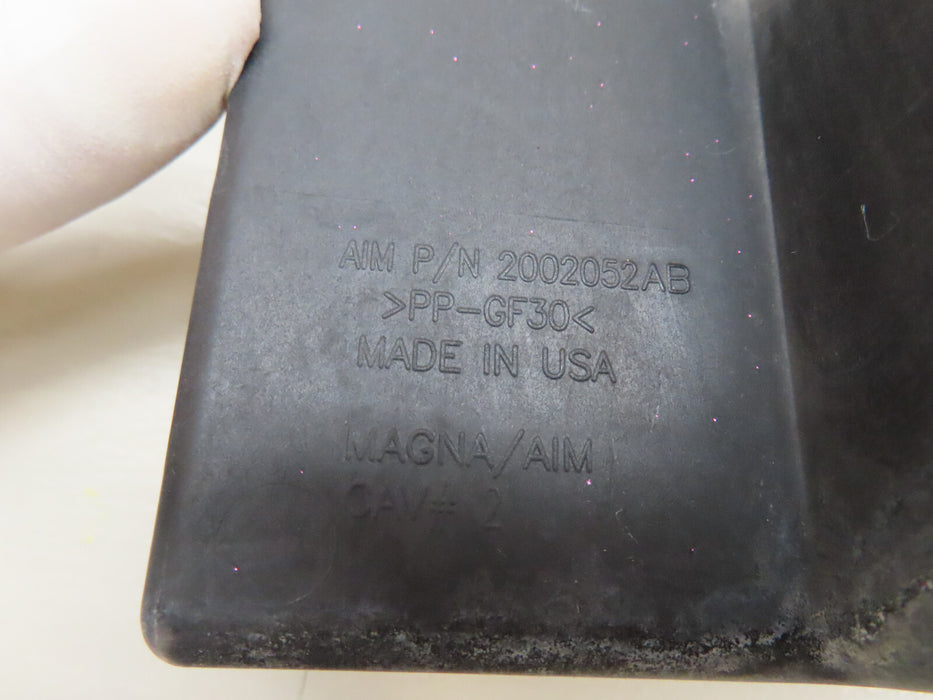 AIM P/N 2002052AB
>PP-GF30<
MADE IN USA
MAGNA/AIM
CAV# 2